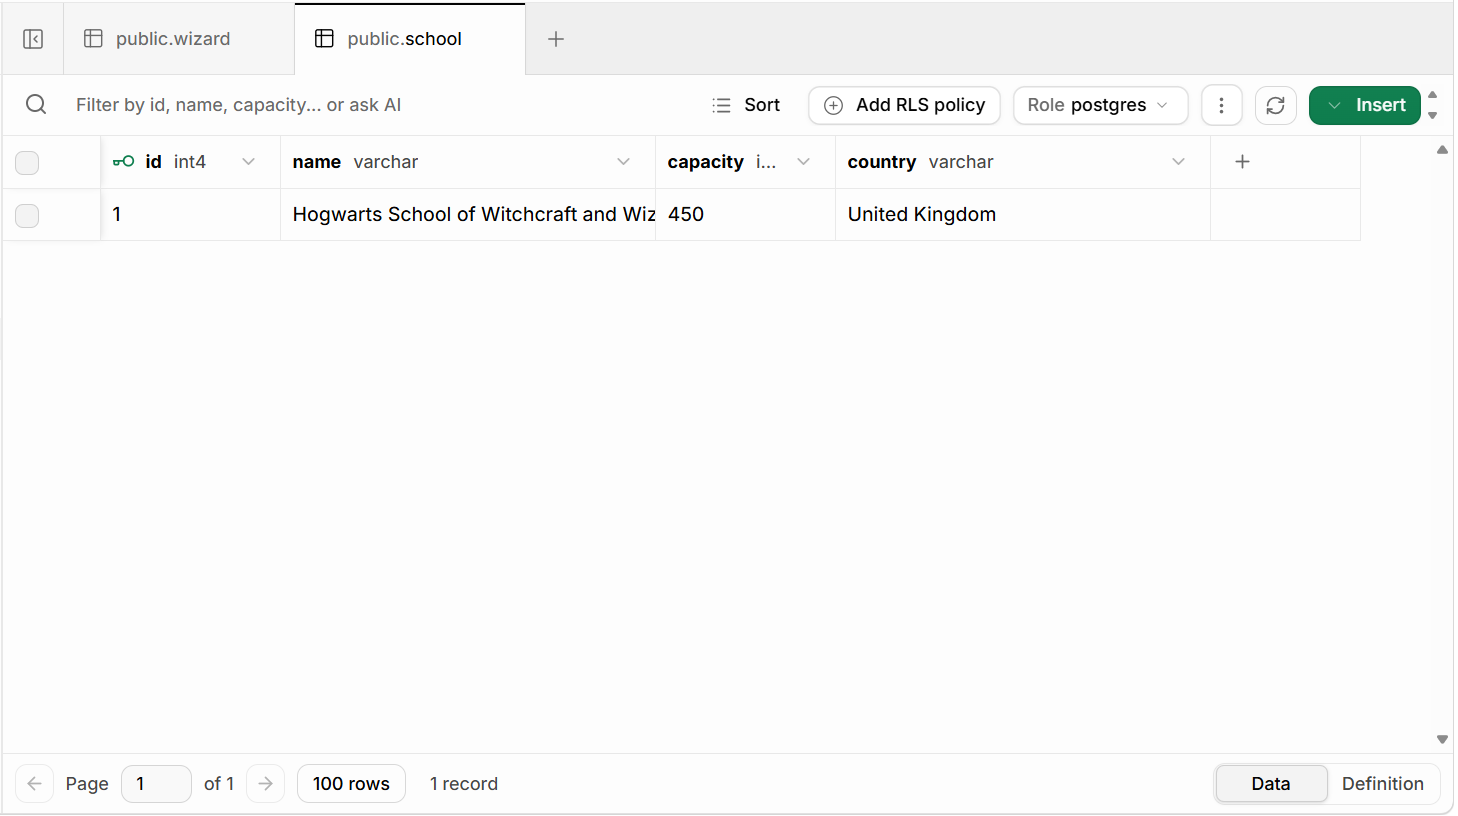 public.wizard public.school
Filter by id, name, capacity... or ask AI Sort Add RLS policy Role postgres Insert
id int4 name varchar capacity i... country varchar
1 Hogwarts School of Witchcraft and Wiz 450 United Kingdom
Page 1 of 1 100 rows 1 record Data Definition